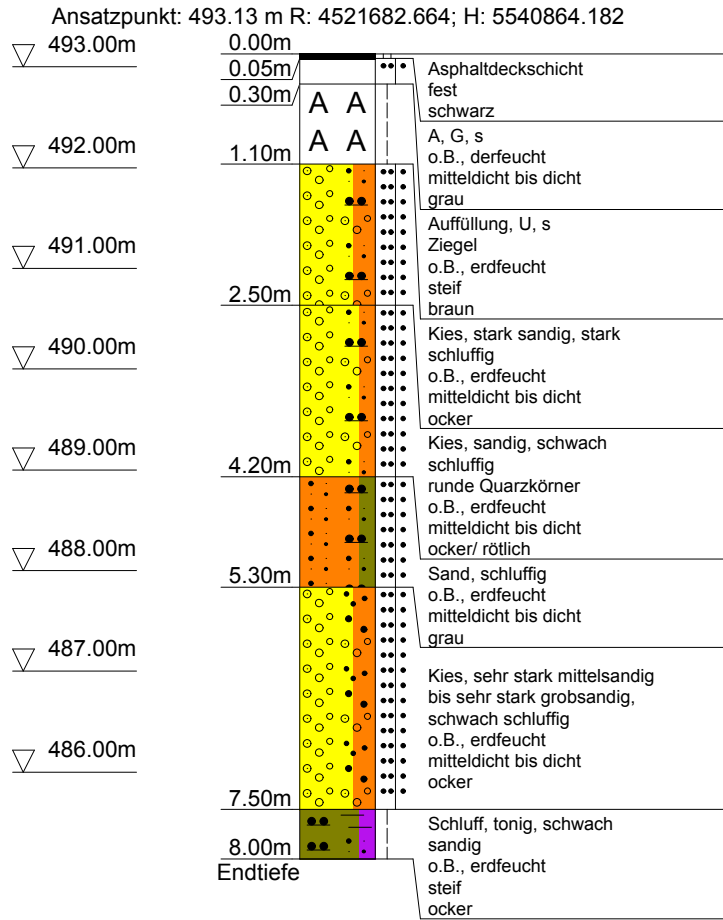 Ansatzpunkt: 493.13 m R: 4521682.664; H: 5540864.182
493.00m
492.00m
491.00m
490.00m
489.00m
488.00m
487.00m
486.00m
0.00m
0.05m
0.30m
1.10m
2.50m
4.20m
5.30m
7.50m
8.00m
Endtiefe
A A
A A
Asphaltdeckschicht
fest
schwarz
A, G, s
o.B., derfeucht
mitteldicht bis dicht
grau
Auffüllung, U, s
Ziegel
o.B., erdfeucht
steif
braun
Kies, stark sandig, stark
schluffig
o.B., erdfeucht
mitteldicht bis dicht
ocker
Kies, sandig, schwach
schluffig
runde Quarzkörner
o.B., erdfeucht
mitteldicht bis dicht
ocker/ rötlich
Sand, schluffig
o.B., erdfeucht
mitteldicht bis dicht
grau
Kies, sehr stark mittelsandig
bis sehr stark grobsandig,
schwach schluffig
o.B., erdfeucht
mitteldicht bis dicht
ocker
Schluff, tonig, schwach
sandig
o.B., erdfeucht
steif
ocker